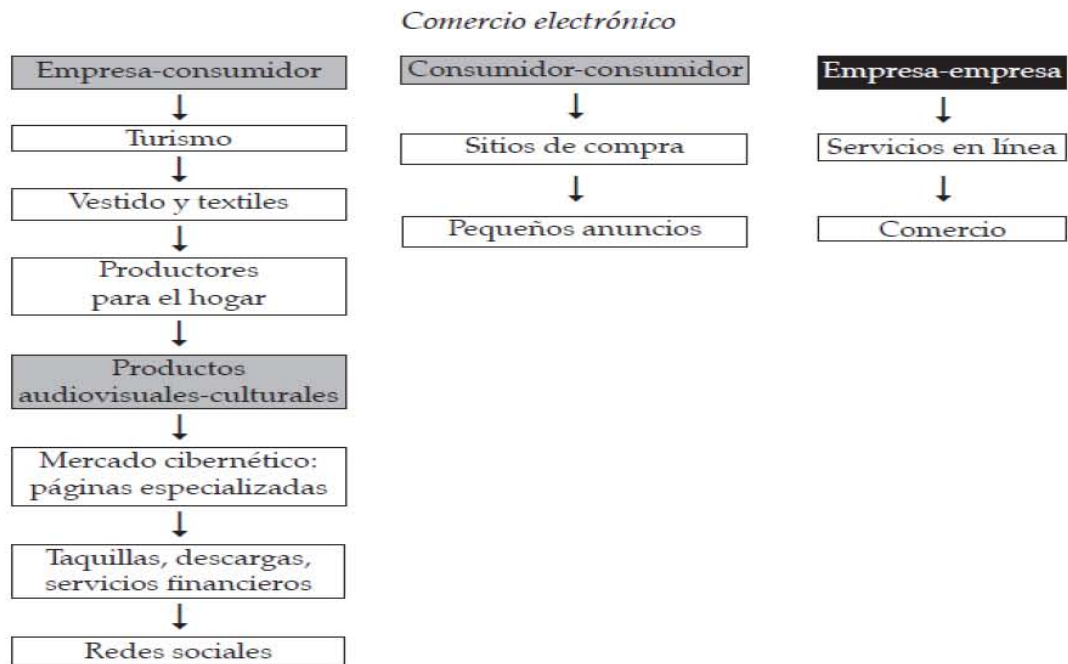 Comercio electrónico
Empresa-consumidor
Turismo
Vestido y textiles
Productores
para el hogar
Productos
audiovisuales-culturales
Mercado cibernético:
páginas especializadas
Taquillas, descargas,
servicios financieros
Redes sociales
Consumidor-consumidor
Sitios de compra
Pequeños anuncios
Empresa-empresa
Servicios en línea
Comercio